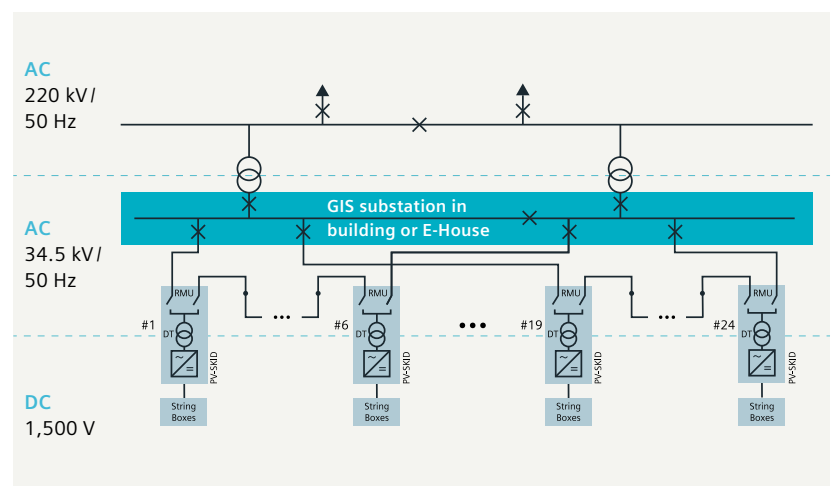 AC
220 kV/
50 Hz
GIS substation in
building or E-House
AC
34.5 kV/
50 Hz
RMU
RMU
RMU
RMU
#1
#6
•••
#19
#24
•••
•••
DT
DT
DT
DT
~
=
~
=
~
=
~
=
PV-SKID
PV-SKID
PV-SKID
PV-SKID
String
Boxes
String
Boxes
String
Boxes
String
Boxes
DC
1,500 V